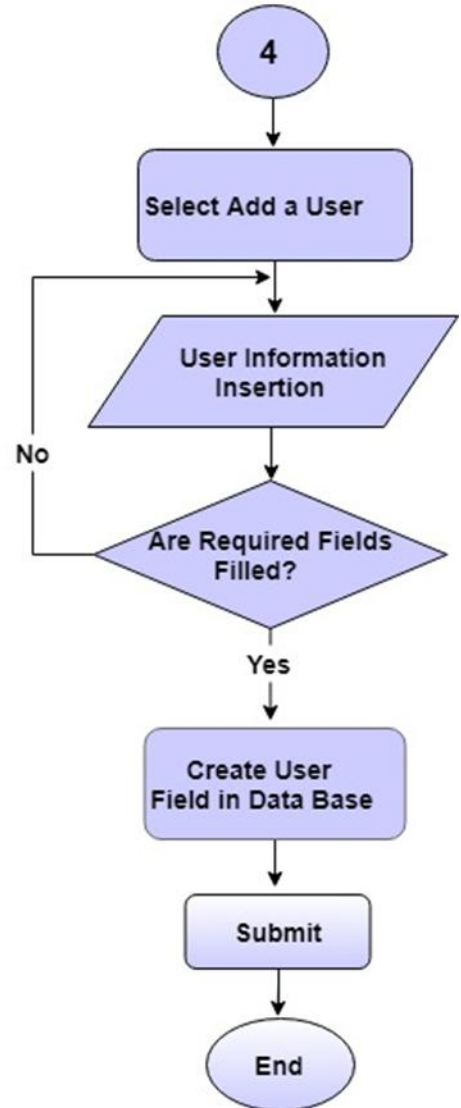 4
Select Add a User
User Information
Insertion
No
Are Required Fields
Filled?
Yes
Create User
Field in Data Base
Submit
End